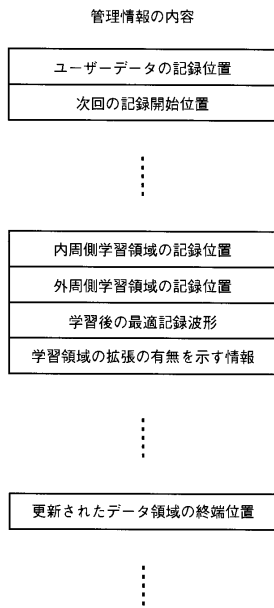 管理情報の内容
ユーザーデータの記録位置
次回の記録開始位置
内周側学習領域の記録位置
外周側学習領域の記録位置
学習後の最適記録波形
学習領域の拡張の有無を示す情報
更新されたデータ領域の終端位置